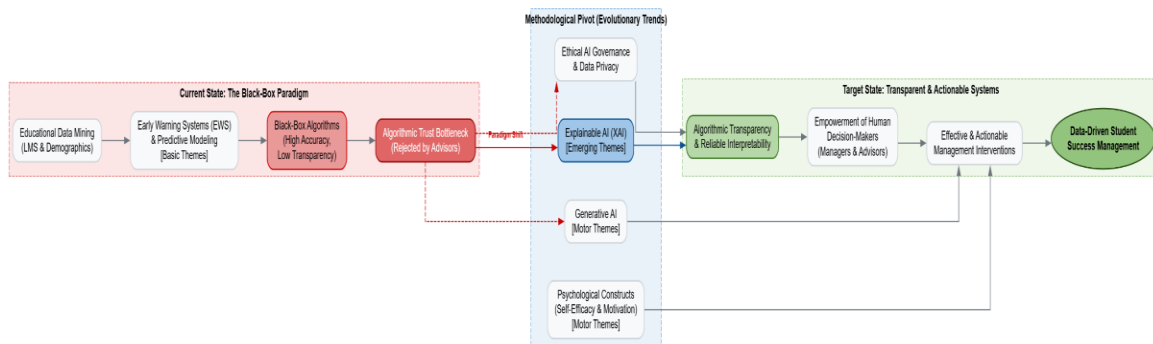 Methodological Pivot (Evolutionary Trends)
Ethical AI Governance
& Data Privacy
Current State: The Black-Box Paradigm
Target State: Transparent & Actionable Systems
Educational Data Mining
(LMS & Demographics)
Early Warning Systems (EWS)
& Predictive Modeling
[Basic Themes]
Black-Box Algorithms
(High Accuracy,
Low Transparency)
Algorithmic Trust Bottleneck
(Rejected by Advisors)
Paradigm Shift
Explainable AI (XAI)
[Emerging Themes]
Algorithmic Transparency
& Reliable Interpretability
Empowerment of Human
Decision-Makers
(Managers & Advisors)
Effective & Actionable
Management Interventions
Data-Driven Student
Success Management
Generative AI
[Motor Themes]
Psychological Constructs
(Self-Efficacy & Motivation)
[Motor Themes]